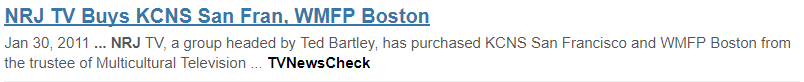 NRJ TV Buys KCNS San Fran, WMFP Boston
Jan 30, 2011 ... NRJ TV, a group headed by Ted Bartley, has purchased KCNS San Francisco and WMFP Boston from
the trustee of Multicultural Television ... TVNewsCheck